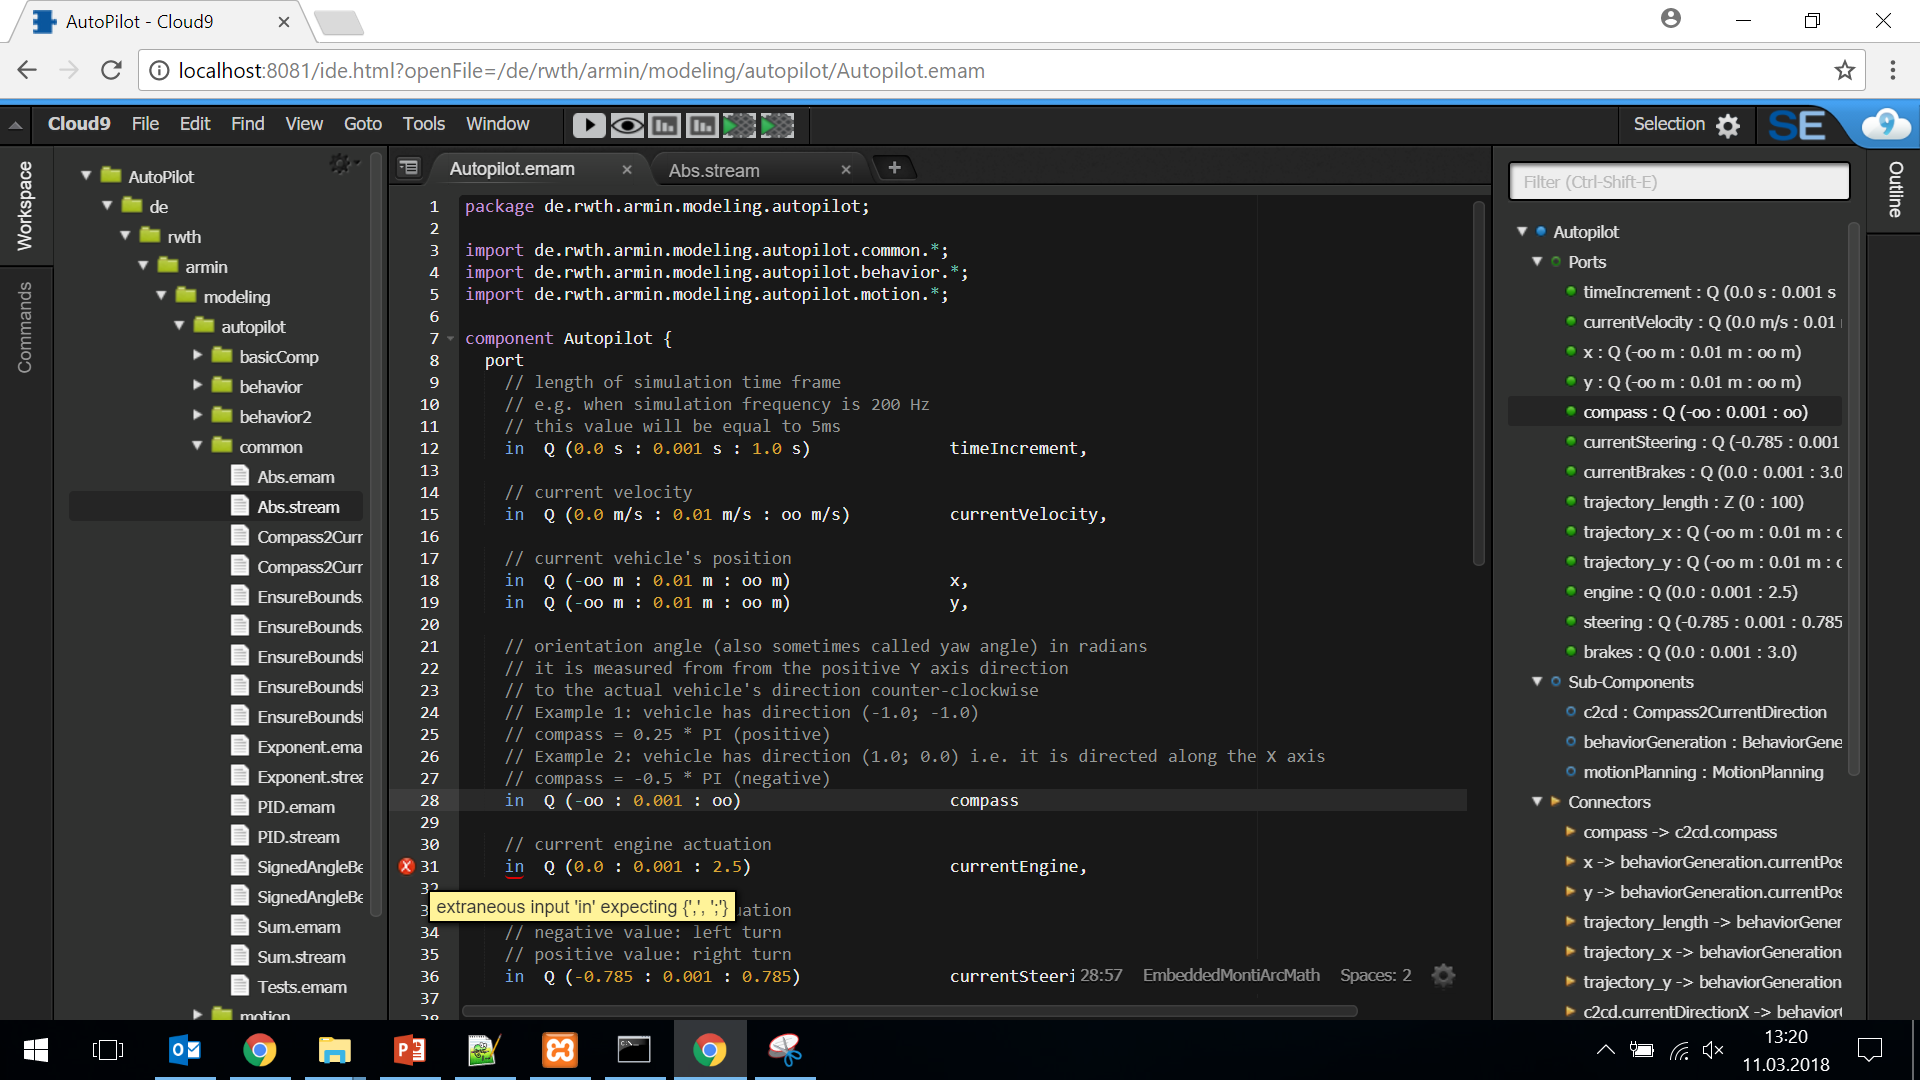 AutoPilot - Cloud9
localhost:8081/ide.html?openFile=/de/rwth/armin/modeling/autopilot/Autopilot.emam
Cloud9 File Edit Find View Goto Tools Window
Selection SE 9
Workspace
Commands
AutoPilot
de
rwth
armin
modeling
autopilot
basicComp
behavior
behavior2
common
Abs.emam
Abs.stream
Compass2Curr
Compass2Curr
EnsureBounds.
EnsureBounds.
EnsureBoundsI
EnsureBoundsI
EnsureBoundsI
Exponent.ema
Exponent.strea
PID.emam
PID.stream
SignedAngleBe
SignedAngleBe
Sum.emam
Sum.stream
Tests.emam
motion
Autopilot.emam Abs.stream
1 package de.rwth.armin.modeling.autopilot;
2
3 import de.rwth.armin.modeling.autopilot.common.*;
4 import de.rwth.armin.modeling.autopilot.behavior.*;
5 import de.rwth.armin.modeling.autopilot.motion.*;
6
7 component Autopilot {
8 port
9 // length of simulation time frame
10 // e.g. when simulation frequency is 200 Hz
11 // this value will be equal to 5ms
12 in Q (0.0 s : 0.001 s : 1.0 s) timeIncrement,
13
14 // current velocity
15 in Q (0.0 m/s : 0.01 m/s : oo m/s) currentVelocity,
16
17 // current vehicle's position
18 in Q (-oo m : 0.01 m : oo m) x,
19 in Q (-oo m : 0.01 m : oo m) y,
20
21 // orientation angle (also sometimes called yaw angle) in radians
22 // it is measured from from the positive Y axis direction
23 // to the actual vehicle's direction counter-clockwise
24 // Example 1: vehicle has direction (-1.0; -1.0)
25 // compass = 0.25 * PI (positive)
26 // Example 2: vehicle has direction (1.0; 0.0) i.e. it is directed along the X axis
27 // compass = -0.5 * PI (negative)
28 in Q (-oo : 0.001 : oo) compass
29
30 // current engine actuation
31 in Q (0.0 : 0.001 : 2.5) currentEngine,
32
extraneous input 'in' expecting {',', ';'} uation
34 // negative value: left turn
35 // positive value: right turn
36 in Q (-0.785 : 0.001 : 0.785) currentSteeri
37
38
28:57 EmbeddedMontiArcMath Spaces: 2
Filter (Ctrl-Shift-E)
Outline
Autopilot
Ports
timeIncrement : Q (0.0 s : 0.001 s
currentVelocity : Q (0.0 m/s : 0.01
x : Q (-oo m : 0.01 m : oo m)
y : Q (-oo m : 0.01 m : oo m)
compass : Q (-oo : 0.001 : oo)
currentSteering : Q (-0.785 : 0.001
currentBrakes : Q (0.0 : 0.001 : 3.0
trajectory_length : Z (0 : 100)
trajectory_x : Q (-oo m : 0.01 m : o
trajectory_y : Q (-oo m : 0.01 m : o
engine : Q (0.0 : 0.001 : 2.5)
steering : Q (-0.785 : 0.001 : 0.785
brakes : Q (0.0 : 0.001 : 3.0)
Sub-Components
c2cd : Compass2CurrentDirection
behaviorGeneration : BehaviorGene
motionPlanning : MotionPlanning
Connectors
compass -> c2cd.compass
x -> behaviorGeneration.currentPos
y -> behaviorGeneration.currentPos
trajectory_length -> behaviorGener
trajectory_x -> behaviorGeneration
trajectory_y -> behaviorGeneration
c2cd.currentDirectionX -> behaviorG
13:20
11.03.2018